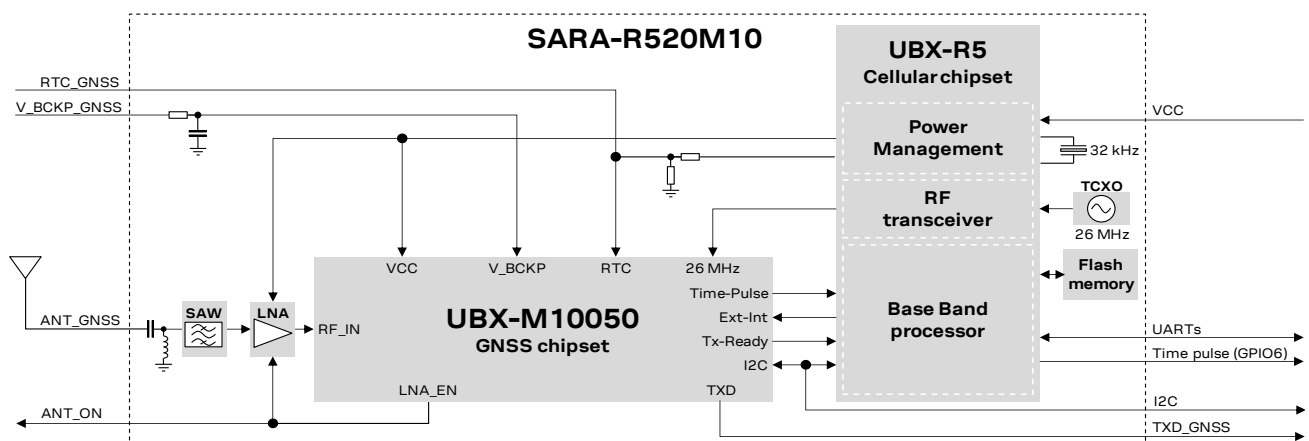 SARA-R520M10
UBX-R5
Cellular chipset
RTC_GNSS
V_BCKP_GNSS
VCC
Power
Management
32 kHz
TCXO
RF
transceiver
26 MHz
VCC
V_BCKP
RTC
26 MHz
Flash
memory
Time-Pulse
ANT_GNSS
SAW
LNA
RF_IN
UBX-M10050
GNSS chipset
Ext-Int
Base Band
processor
Tx-Ready
UARTs
Time pulse (GPIO6)
I2C
LNA_EN
TXD
ANT_ON
I2C
TXD_GNSS